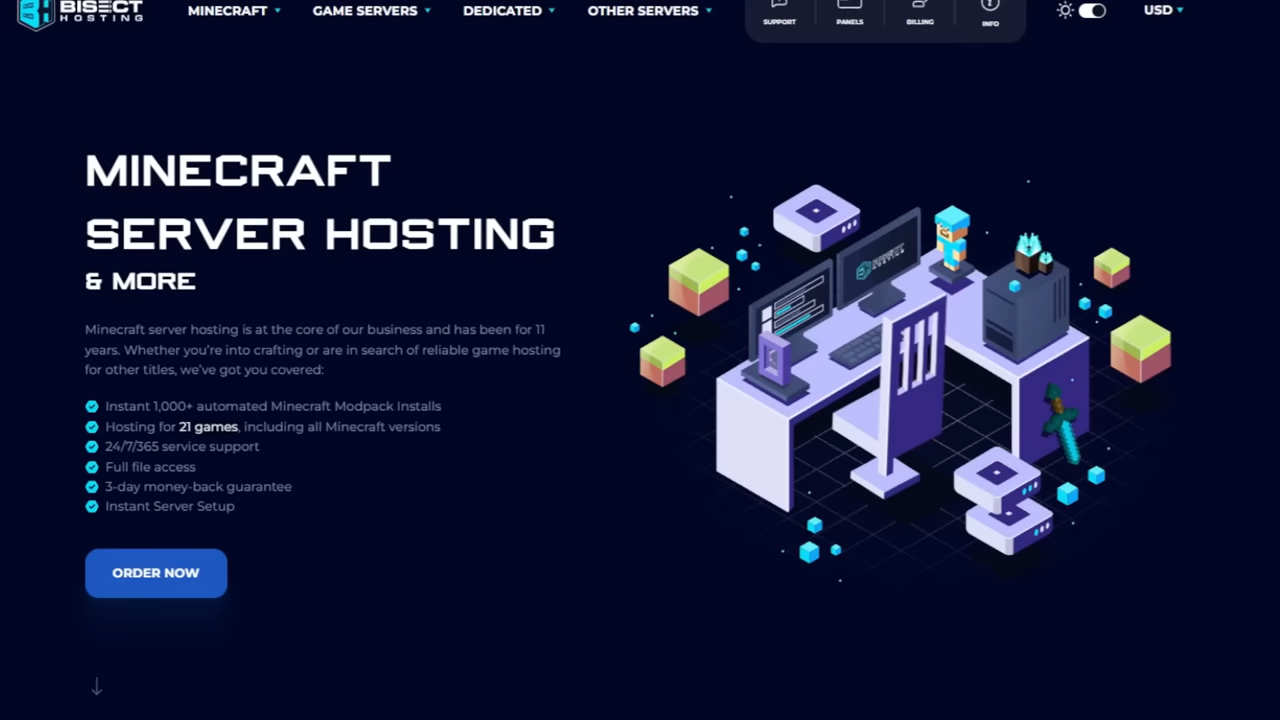 BISECT
HOSTING
MINECRAFT
GAME SERVERS
DEDICATED
OTHER SERVERS
SUPPORT
PANELS
BILLING
INFO
USD
MINECRAFT
SERVER HOSTING
& MORE
Minecraft server hosting is at the core of our business and has been for 11
years. Whether you're into crafting or are in search of reliable game hosting
for other titles, we've got you covered:
Instant 1,000+ automated Minecraft Modpack Installs
Hosting for 21 games, including all Minecraft versions
24/7/365 service support
Full file access
3-day money-back guarantee
Instant Server Setup
ORDER NOW